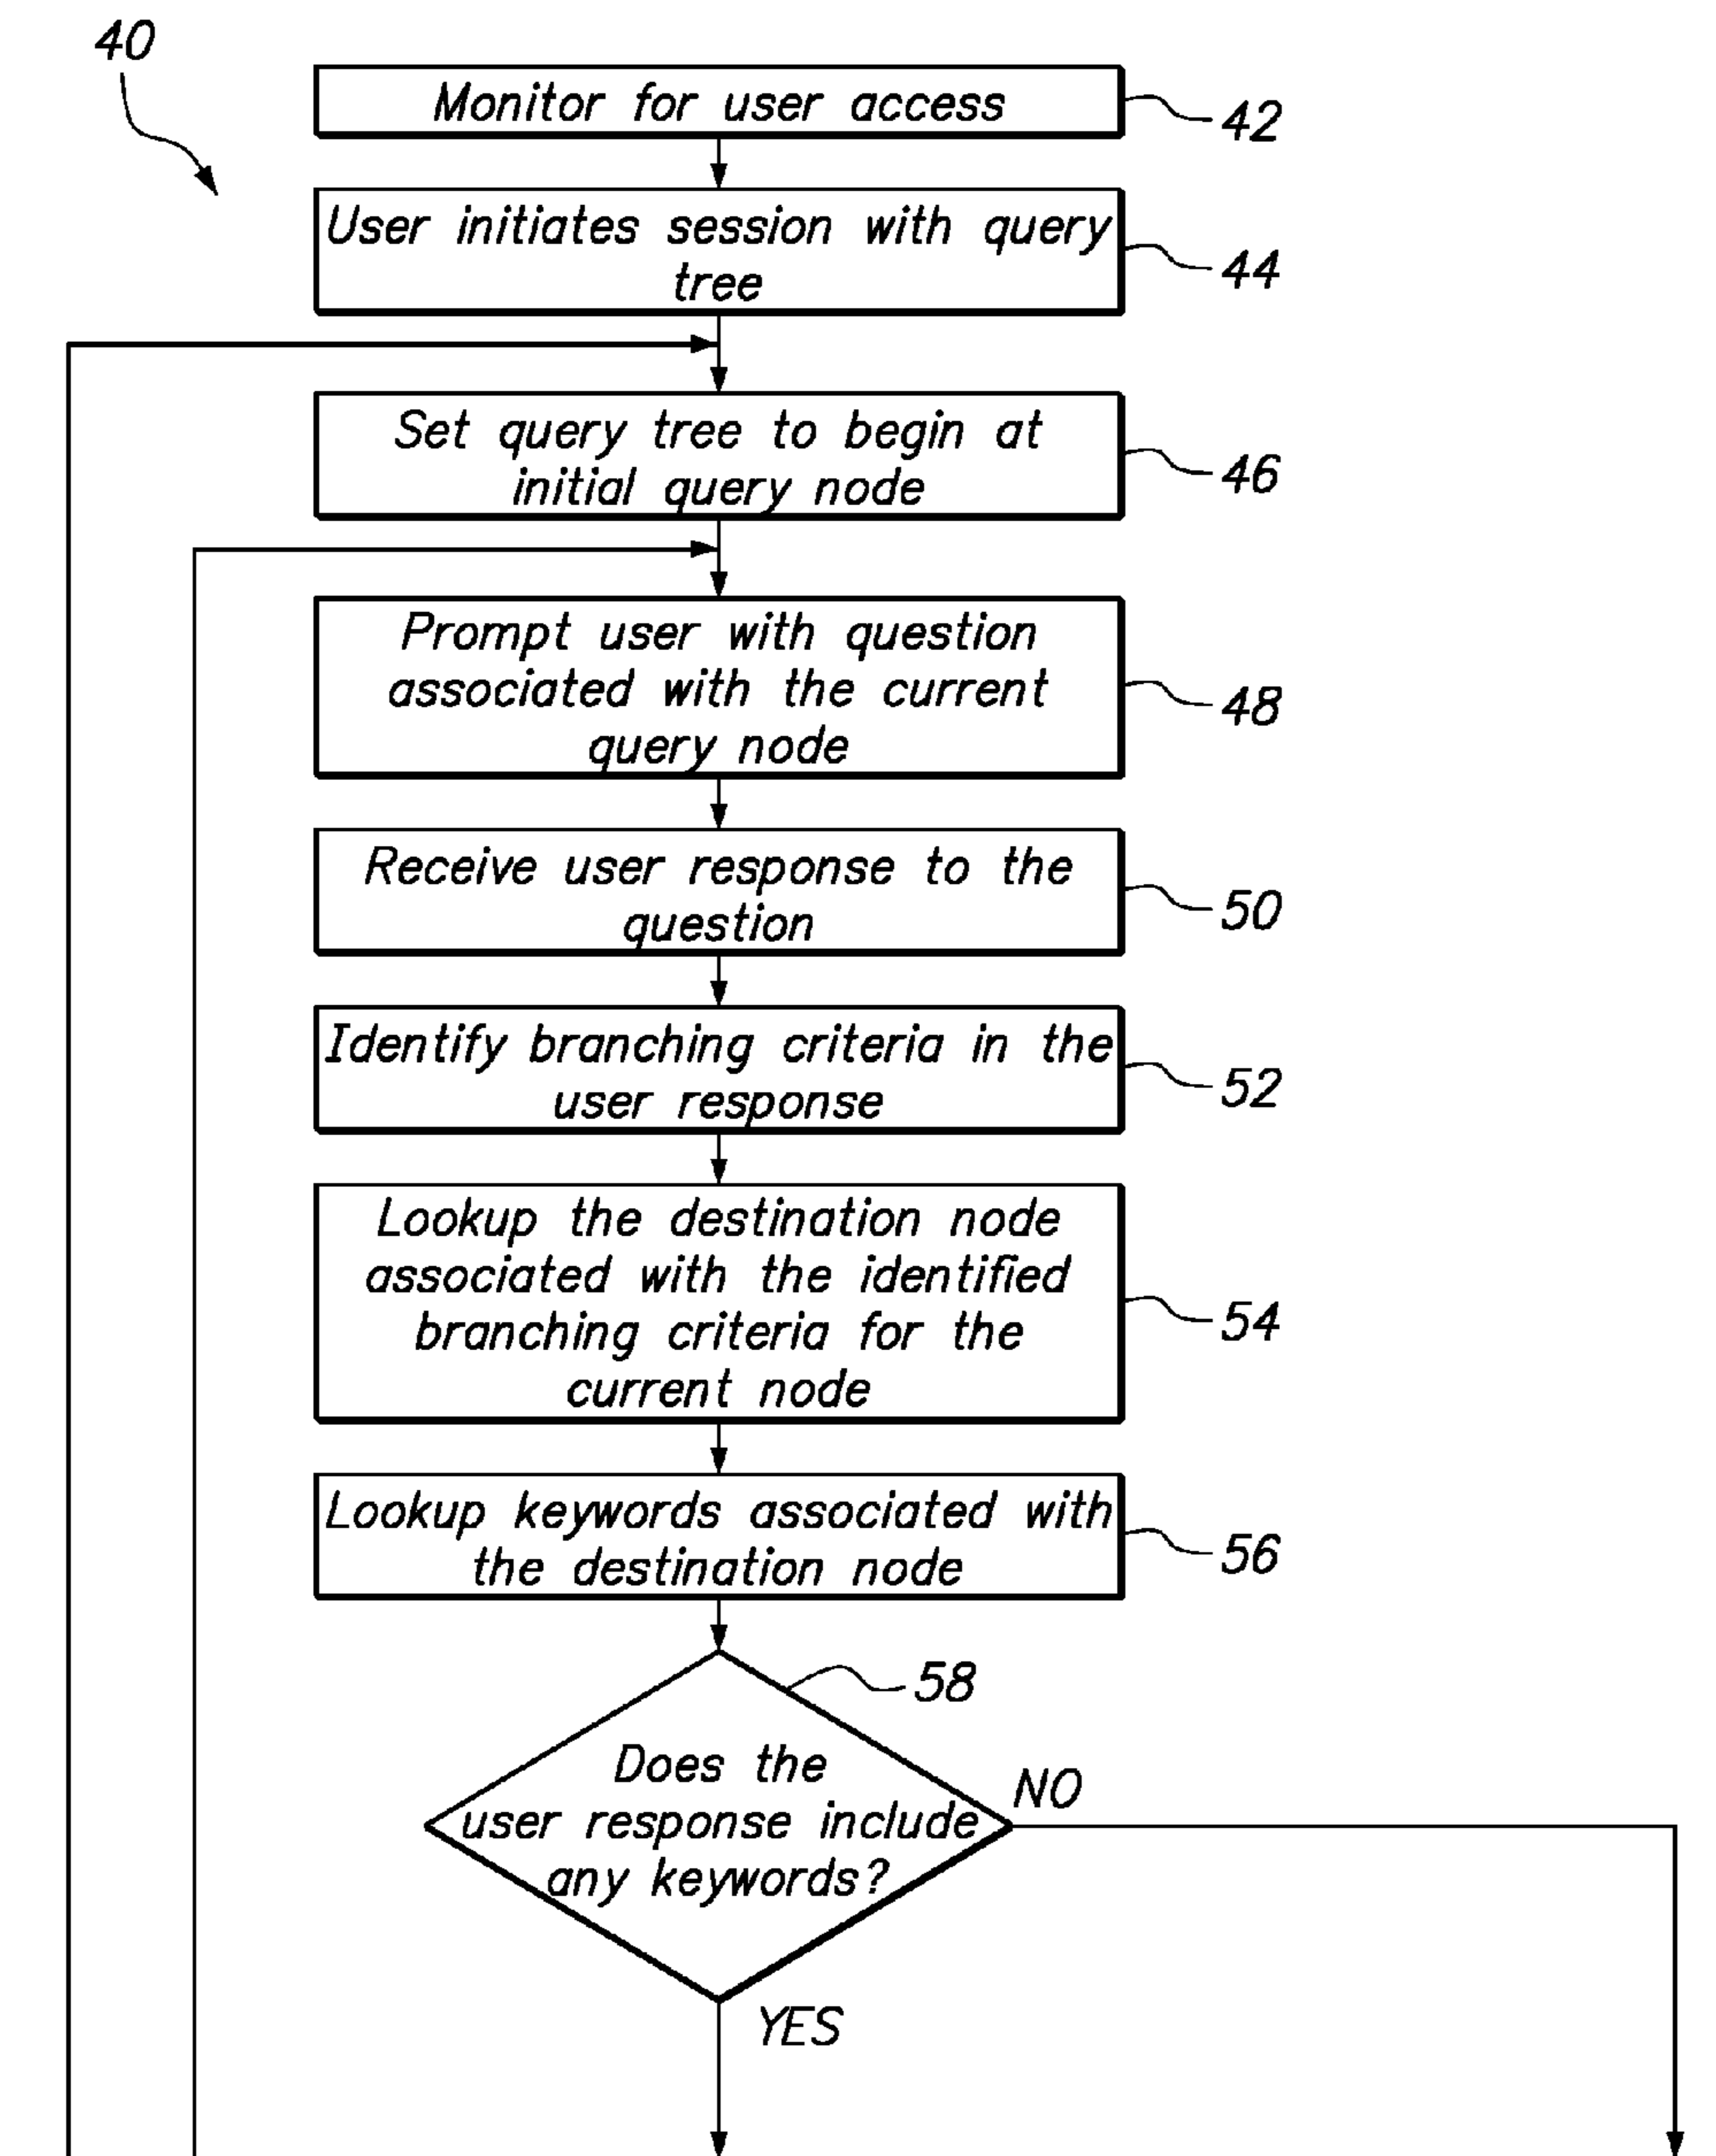 40
Monitor for user access
42
User initiates session with query
tree
44
Set query tree to begin at
initial query node
46
Prompt user with question
associated with the current
query node
48
Receive user response to the
question
50
Identify branching criteria in the
user response
52
Lookup the destination node
associated with the identified
branching criteria for the
current node
54
Lookup keywords associated with
the destination node
56
58
Does the
user response include
any keywords?
NO
YES